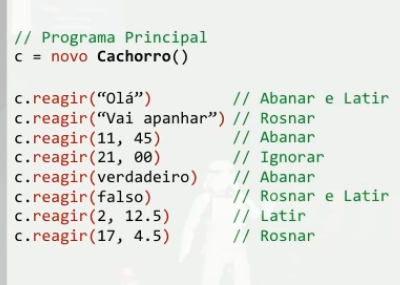 // Programa Principal
c = novo Cachorro()
c.reagir(“Olá”) // Abanar e Latir
c.reagir(“Vai apanhar”) // Rosnar
c.reagir(11, 45) // Abanar
c.reagir(21, 00) // Ignorar
c.reagir(verdadeiro) // Abanar
c.reagir(falso) // Rosnar e Latir
c.reagir(2, 12.5) // Latir
c.reagir(17, 4.5) // Rosnar